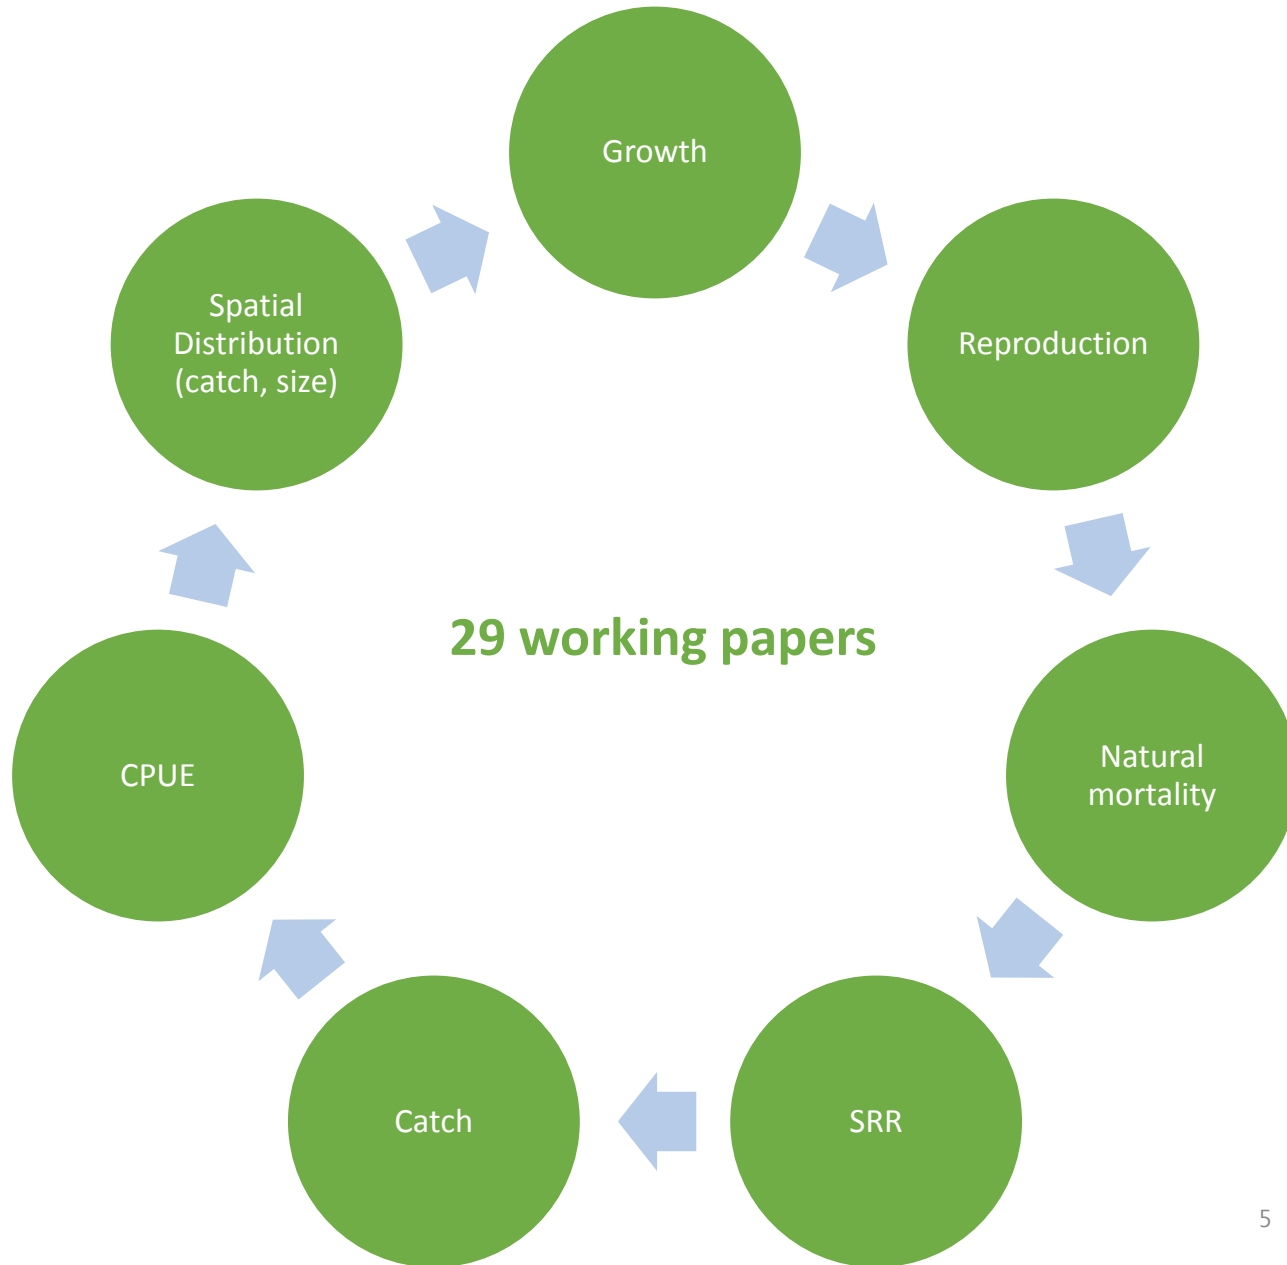 Growth
Spatial
Distribution
(catch, size)
Reproduction
29 working papers
CPUE
Natural
mortality
Catch
SRR
5